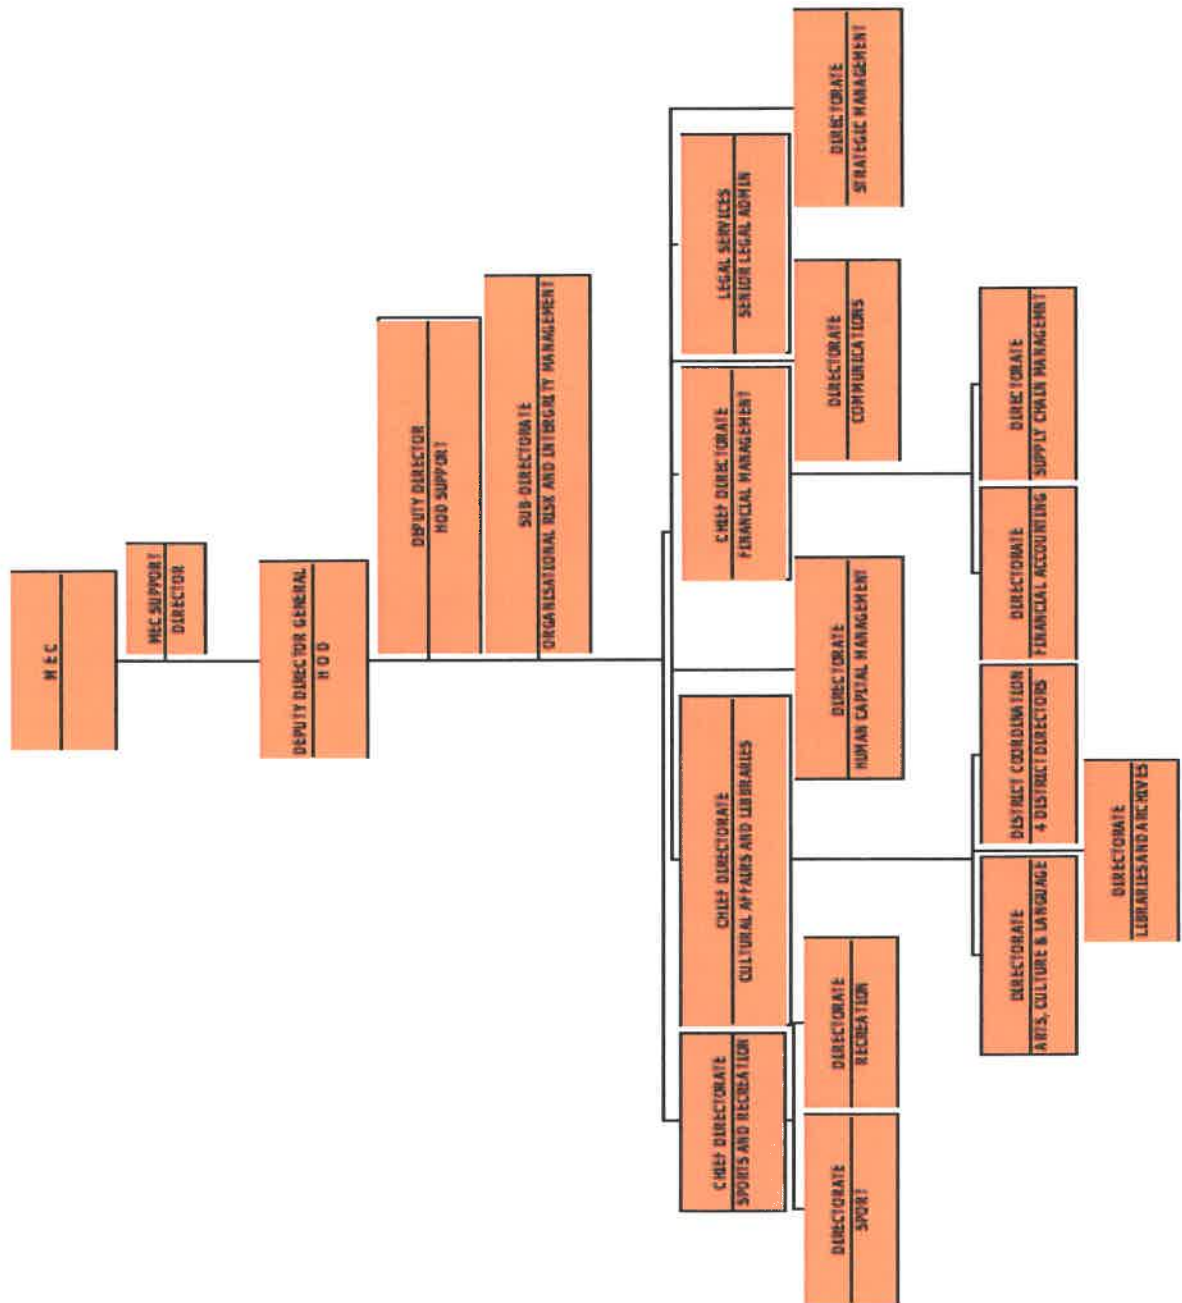 M E C
MEC SUPPORT
DIRECTOR
DEPUTY DIRECTOR GENERAL
HOD
DEPUTY DIRECTOR
HOD SUPPORT
SUB-DIRECTORATE
ORGANISATIONAL RISK AND INTERGRITY MANAGEMENT
CHIEF DIRECTORATE
SPORTS AND RECREATION
CHIEF DIRECTORATE
CULTURAL AFFAIRS AND LIBRARIES
CHIEF DIRECTORATE
FINANCIAL MANAGEMENT
LEGAL SERVICES
SENIOR LEGAL ADMIN
DIRECTORATE
SPORT
DIRECTORATE
RECREATION
DIRECTORATE
HUMAN CAPITAL MANAGEMENT
DIRECTORATE
COMMUNICATIONS
DIRECTORATE
STRATEGIC MANAGEMENT
DIRECTORATE
ARTS, CULTURE & LANGUAGE
DISTRICT COORDINATION
4 DISTRICT DIRECTORS
DIRECTORATE
FINANCIAL ACCOUNTING
DIRECTORATE
SUPPLY CHAIN MANAGEMNT
DIRECTORATE
LIBRARIES AND ARCHIVES